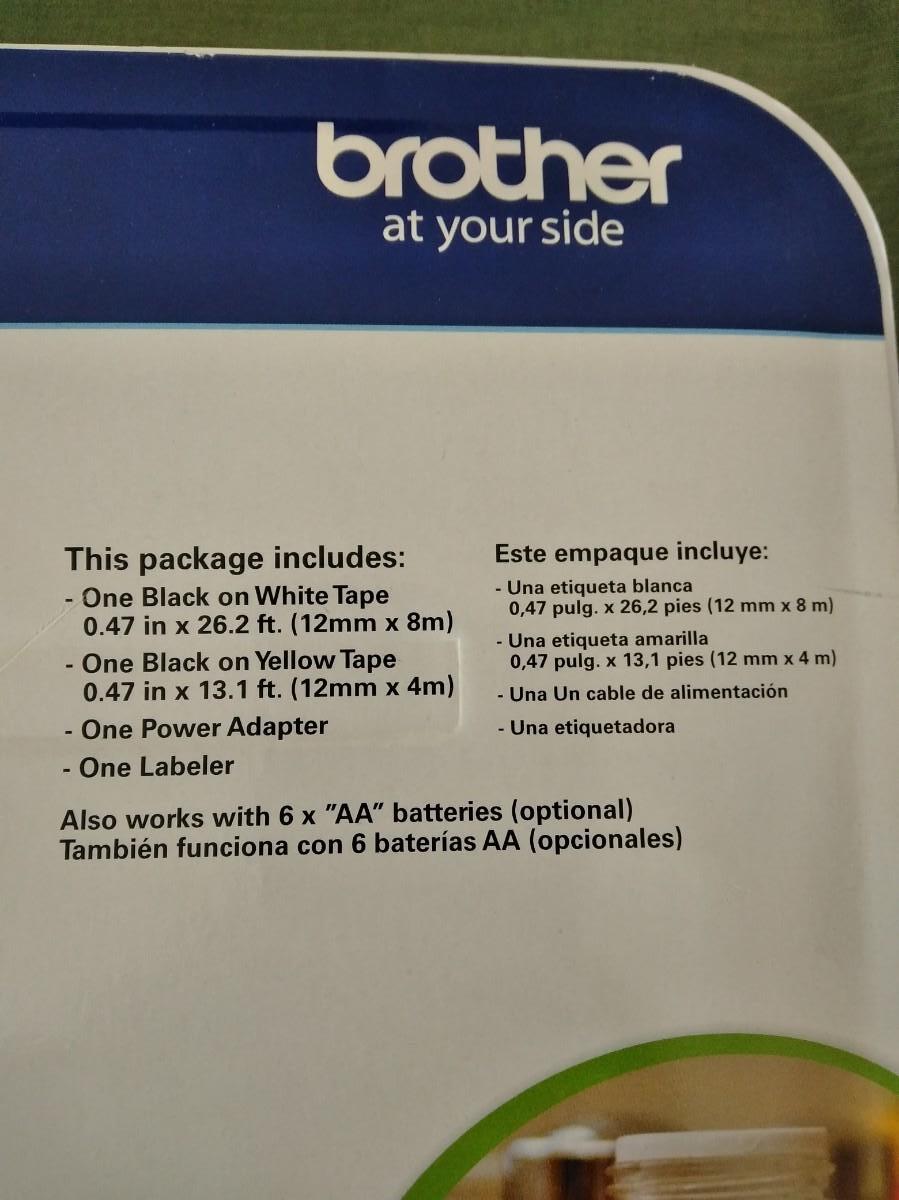 brother
at your side
This package includes:
- One Black on White Tape
0.47 in x 26.2 ft. (12mm x 8m)
- One Black on Yellow Tape
0.47 in x 13.1 ft. (12mm x 4m)
- One Power Adapter
- One Labeler
Este empaque incluye:
- Una etiqueta blanca
0,47 pulg. x 26,2 pies (12 mm x 8 m)
- Una etiqueta amarilla
0,47 pulg. x 13,1 pies (12 mm x 4 m)
- Una Un cable de alimentación
- Una etiquetadora
Also works with 6 x "AA" batteries (optional)
También funciona con 6 baterías AA (opcionales)